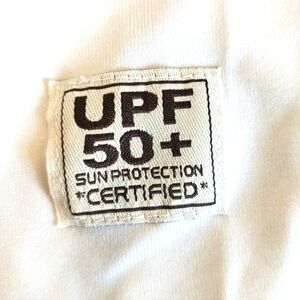 UPF
50+
SUN PROTECTION
*CERTIFIED*